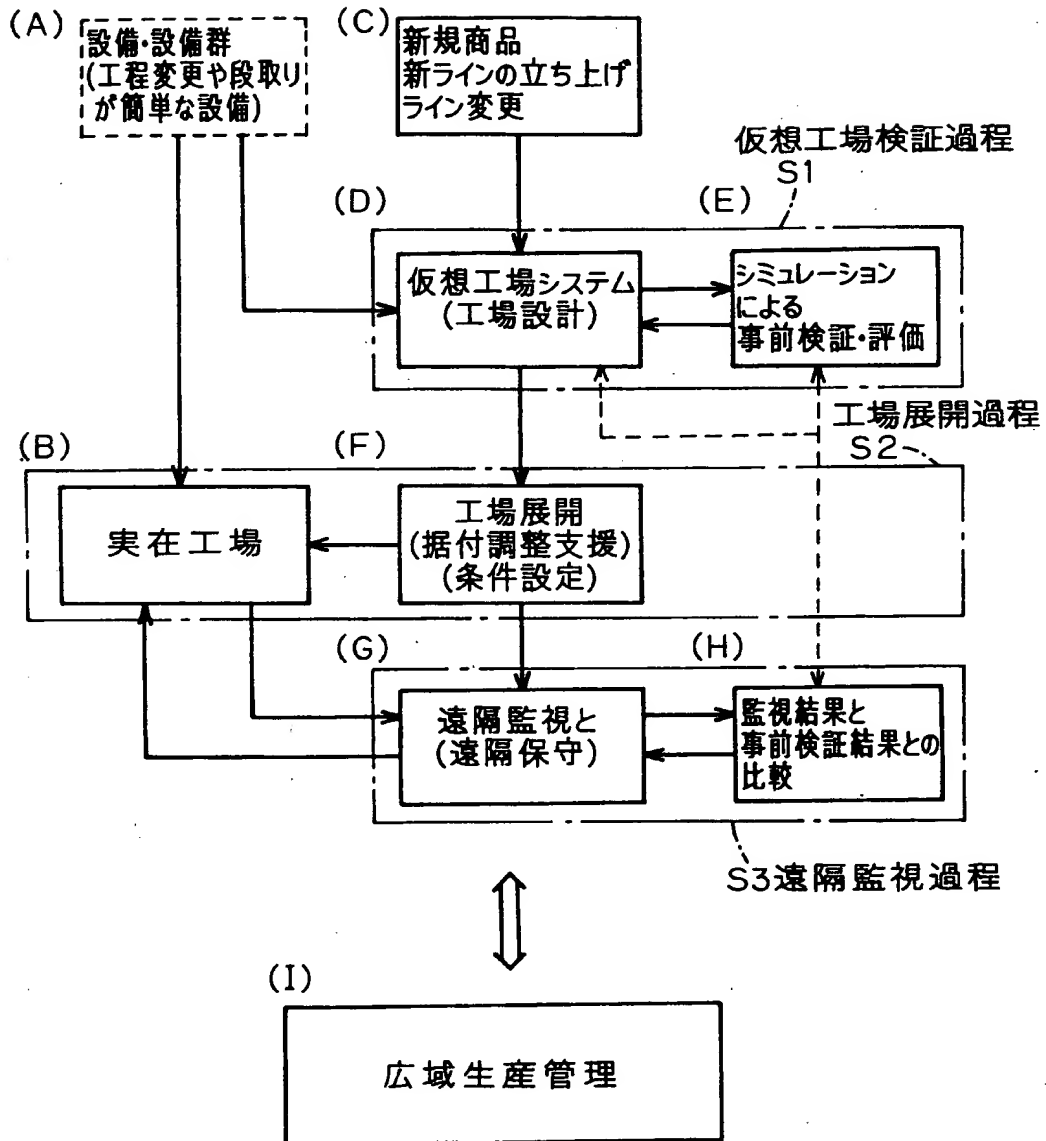 (A)
設備・設備群
(工程変更や段取り
が簡単な設備)
(C)
新規商品
新ラインの立ち上げ
ライン変更
仮想工場検証過程
S1
(D)
(E)
仮想工場システム
(工場設計)
シミュレーション
による
事前検証・評価
工場展開過程
S2
(B)
(F)
実在工場
工場展開
(据付調整支援)
(条件設定)
(G)
(H)
遠隔監視と
(遠隔保守)
監視結果と
事前検証結果との
比較
S3遠隔監視過程
(I)
広域生産管理